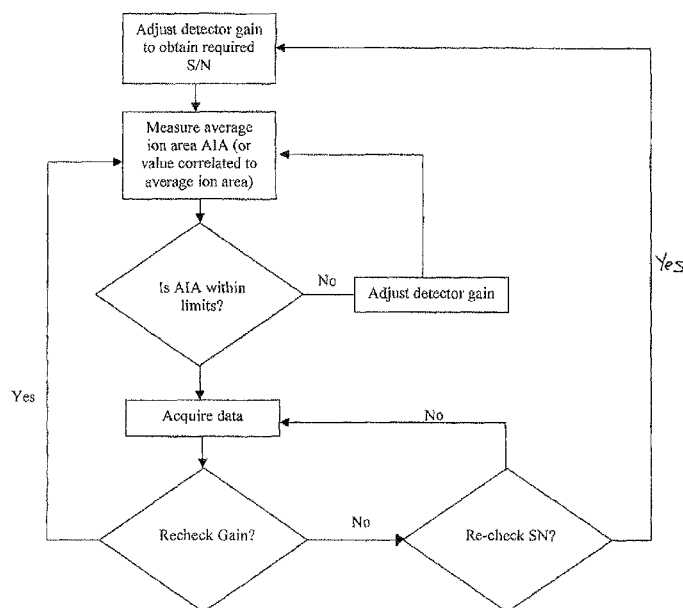 Adjust detector gain
to obtain required
S/N
Measure average
ion area AIA (or
value correlated to
average ion area)
Is AIA within
limits?
No
Adjust detector gain
Yes
Yes
Acquire data
No
Recheck Gain?
No
Re-check SN?